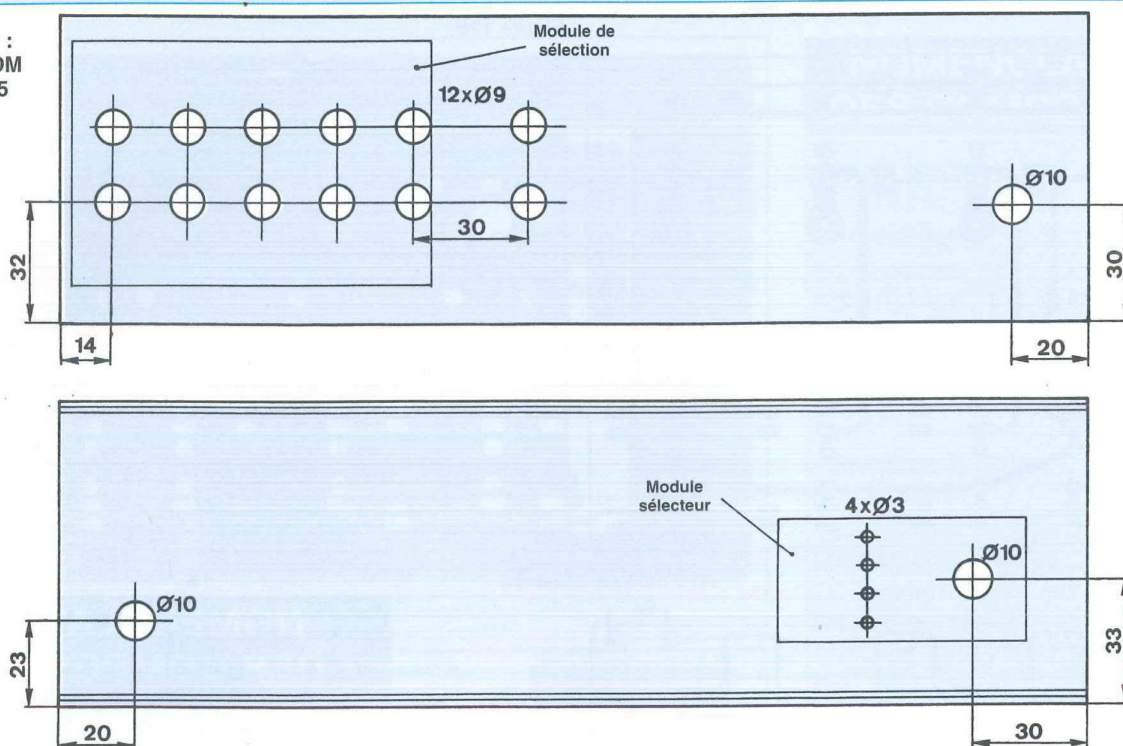 :
OM
5
Module de
sélection
12xØ9
Ø10
30
32
14
30
20
Module
sélecteur
4xØ3
Ø10
Ø10
23
20
33
30